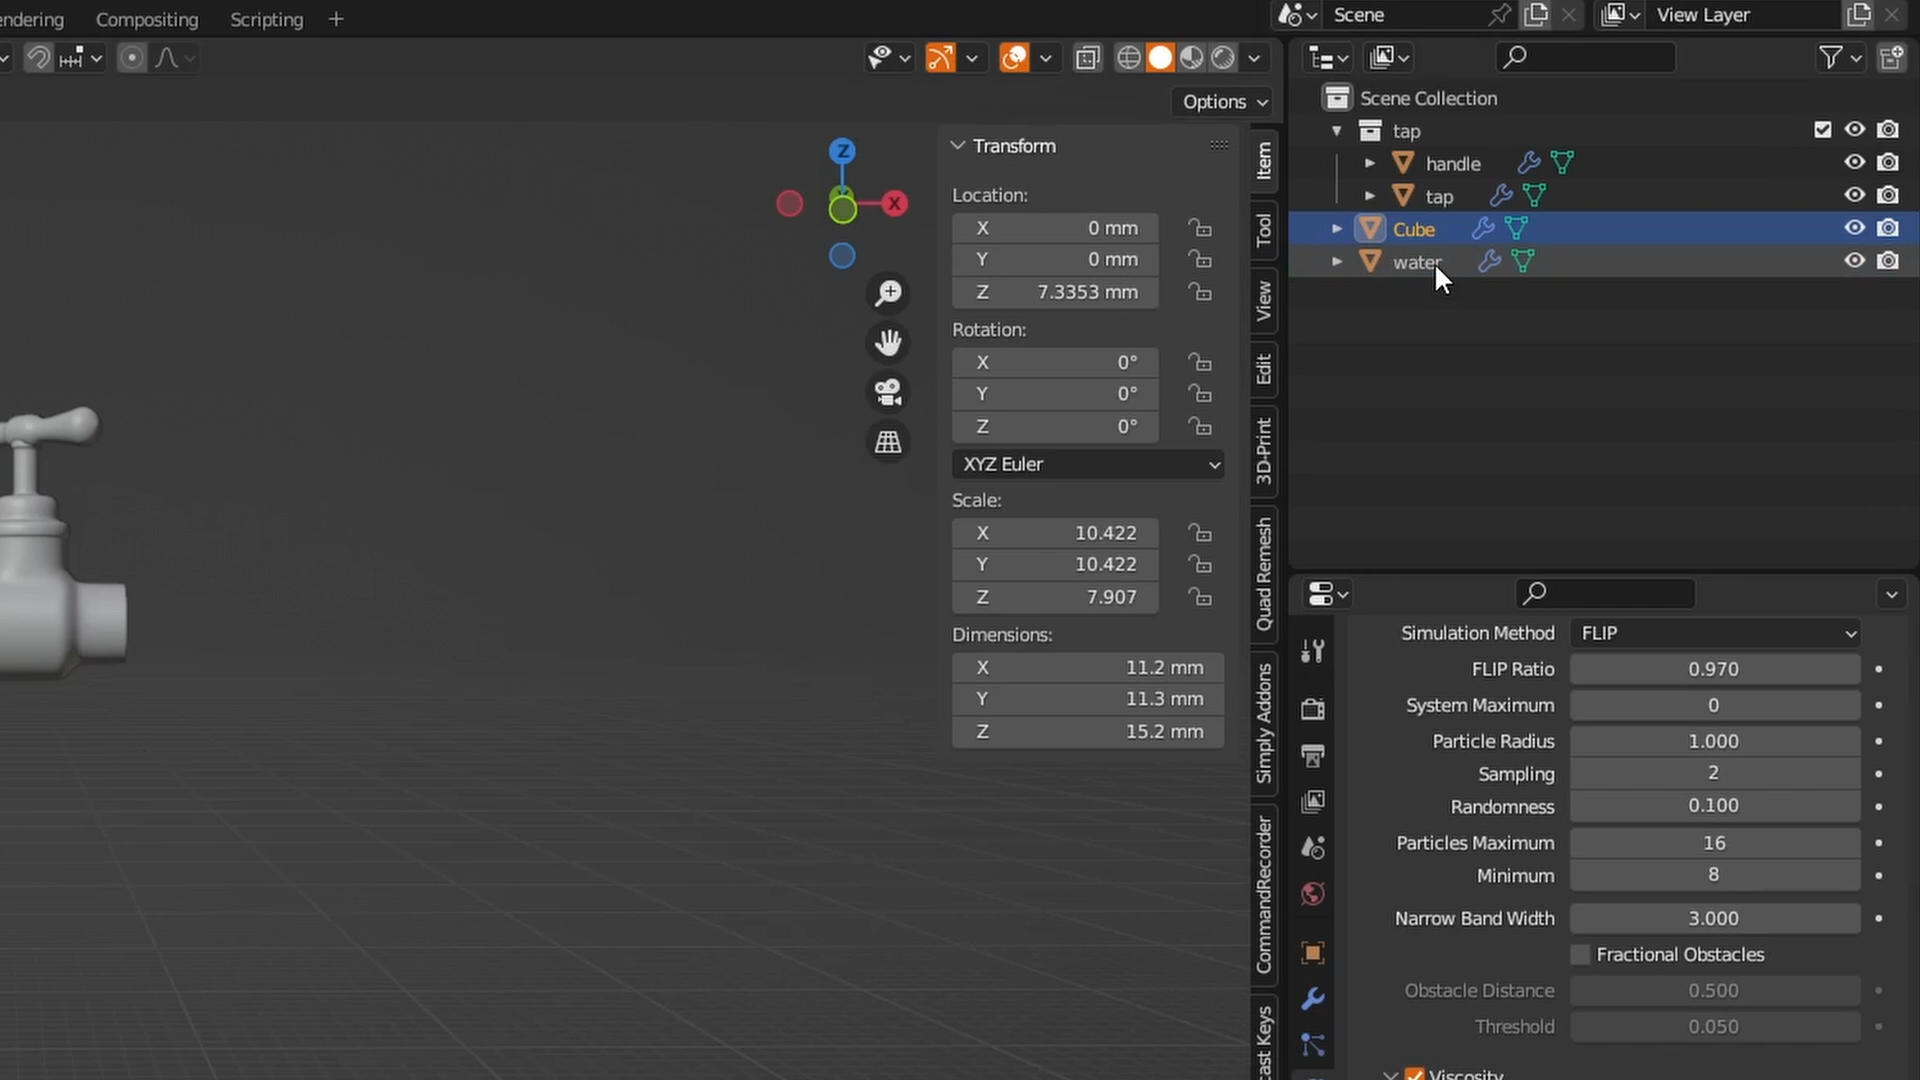 endering
Compositing
Scripting
+
Scene
View Layer
Options
Scene Collection
tap
handle
tap
Cube
water
Z
X
Transform
Location:
X 0 mm
Y 0 mm
Z 7.3353 mm
Rotation:
X 0°
Y 0°
Z 0°
XYZ Euler
Scale:
X 10.422
Y 10.422
Z 7.907
Dimensions:
X 11.2 mm
Y 11.3 mm
Z 15.2 mm
Item
Tool
View
Edit
3D-Print
Quad Remesh
Simply Addons
CommandRecorder
cast Keys
Simulation Method FLIP
FLIP Ratio 0.970
System Maximum 0
Particle Radius 1.000
Sampling 2
Randomness 0.100
Particles Maximum 16
Minimum 8
Narrow Band Width 3.000
Fractional Obstacles
Obstacle Distance 0.500
Threshold 0.050
Viscosity